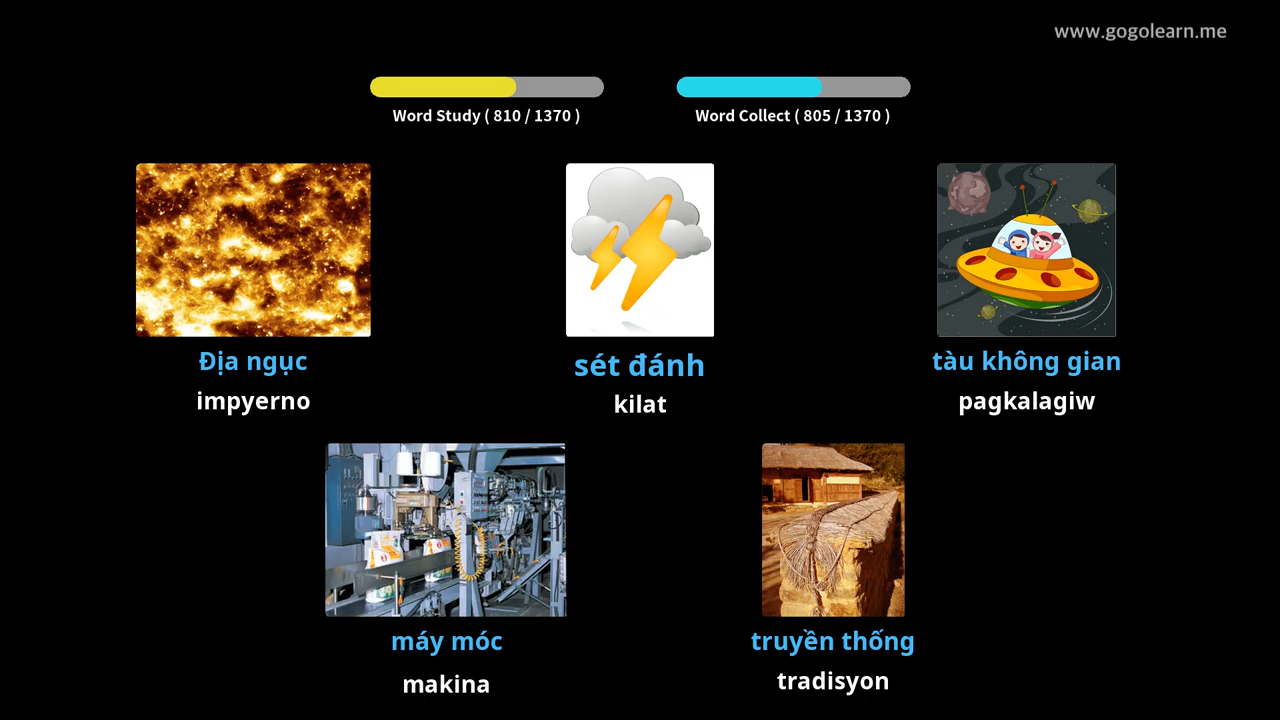 www.gogolearn.me
Word Study ( 810 / 1370 )
Word Collect ( 805 / 1370 )
Địa ngục
impyerno
sét đánh
kilat
tàu không gian
pagkalagiw
máy móc
makina
truyền thống
tradisyon